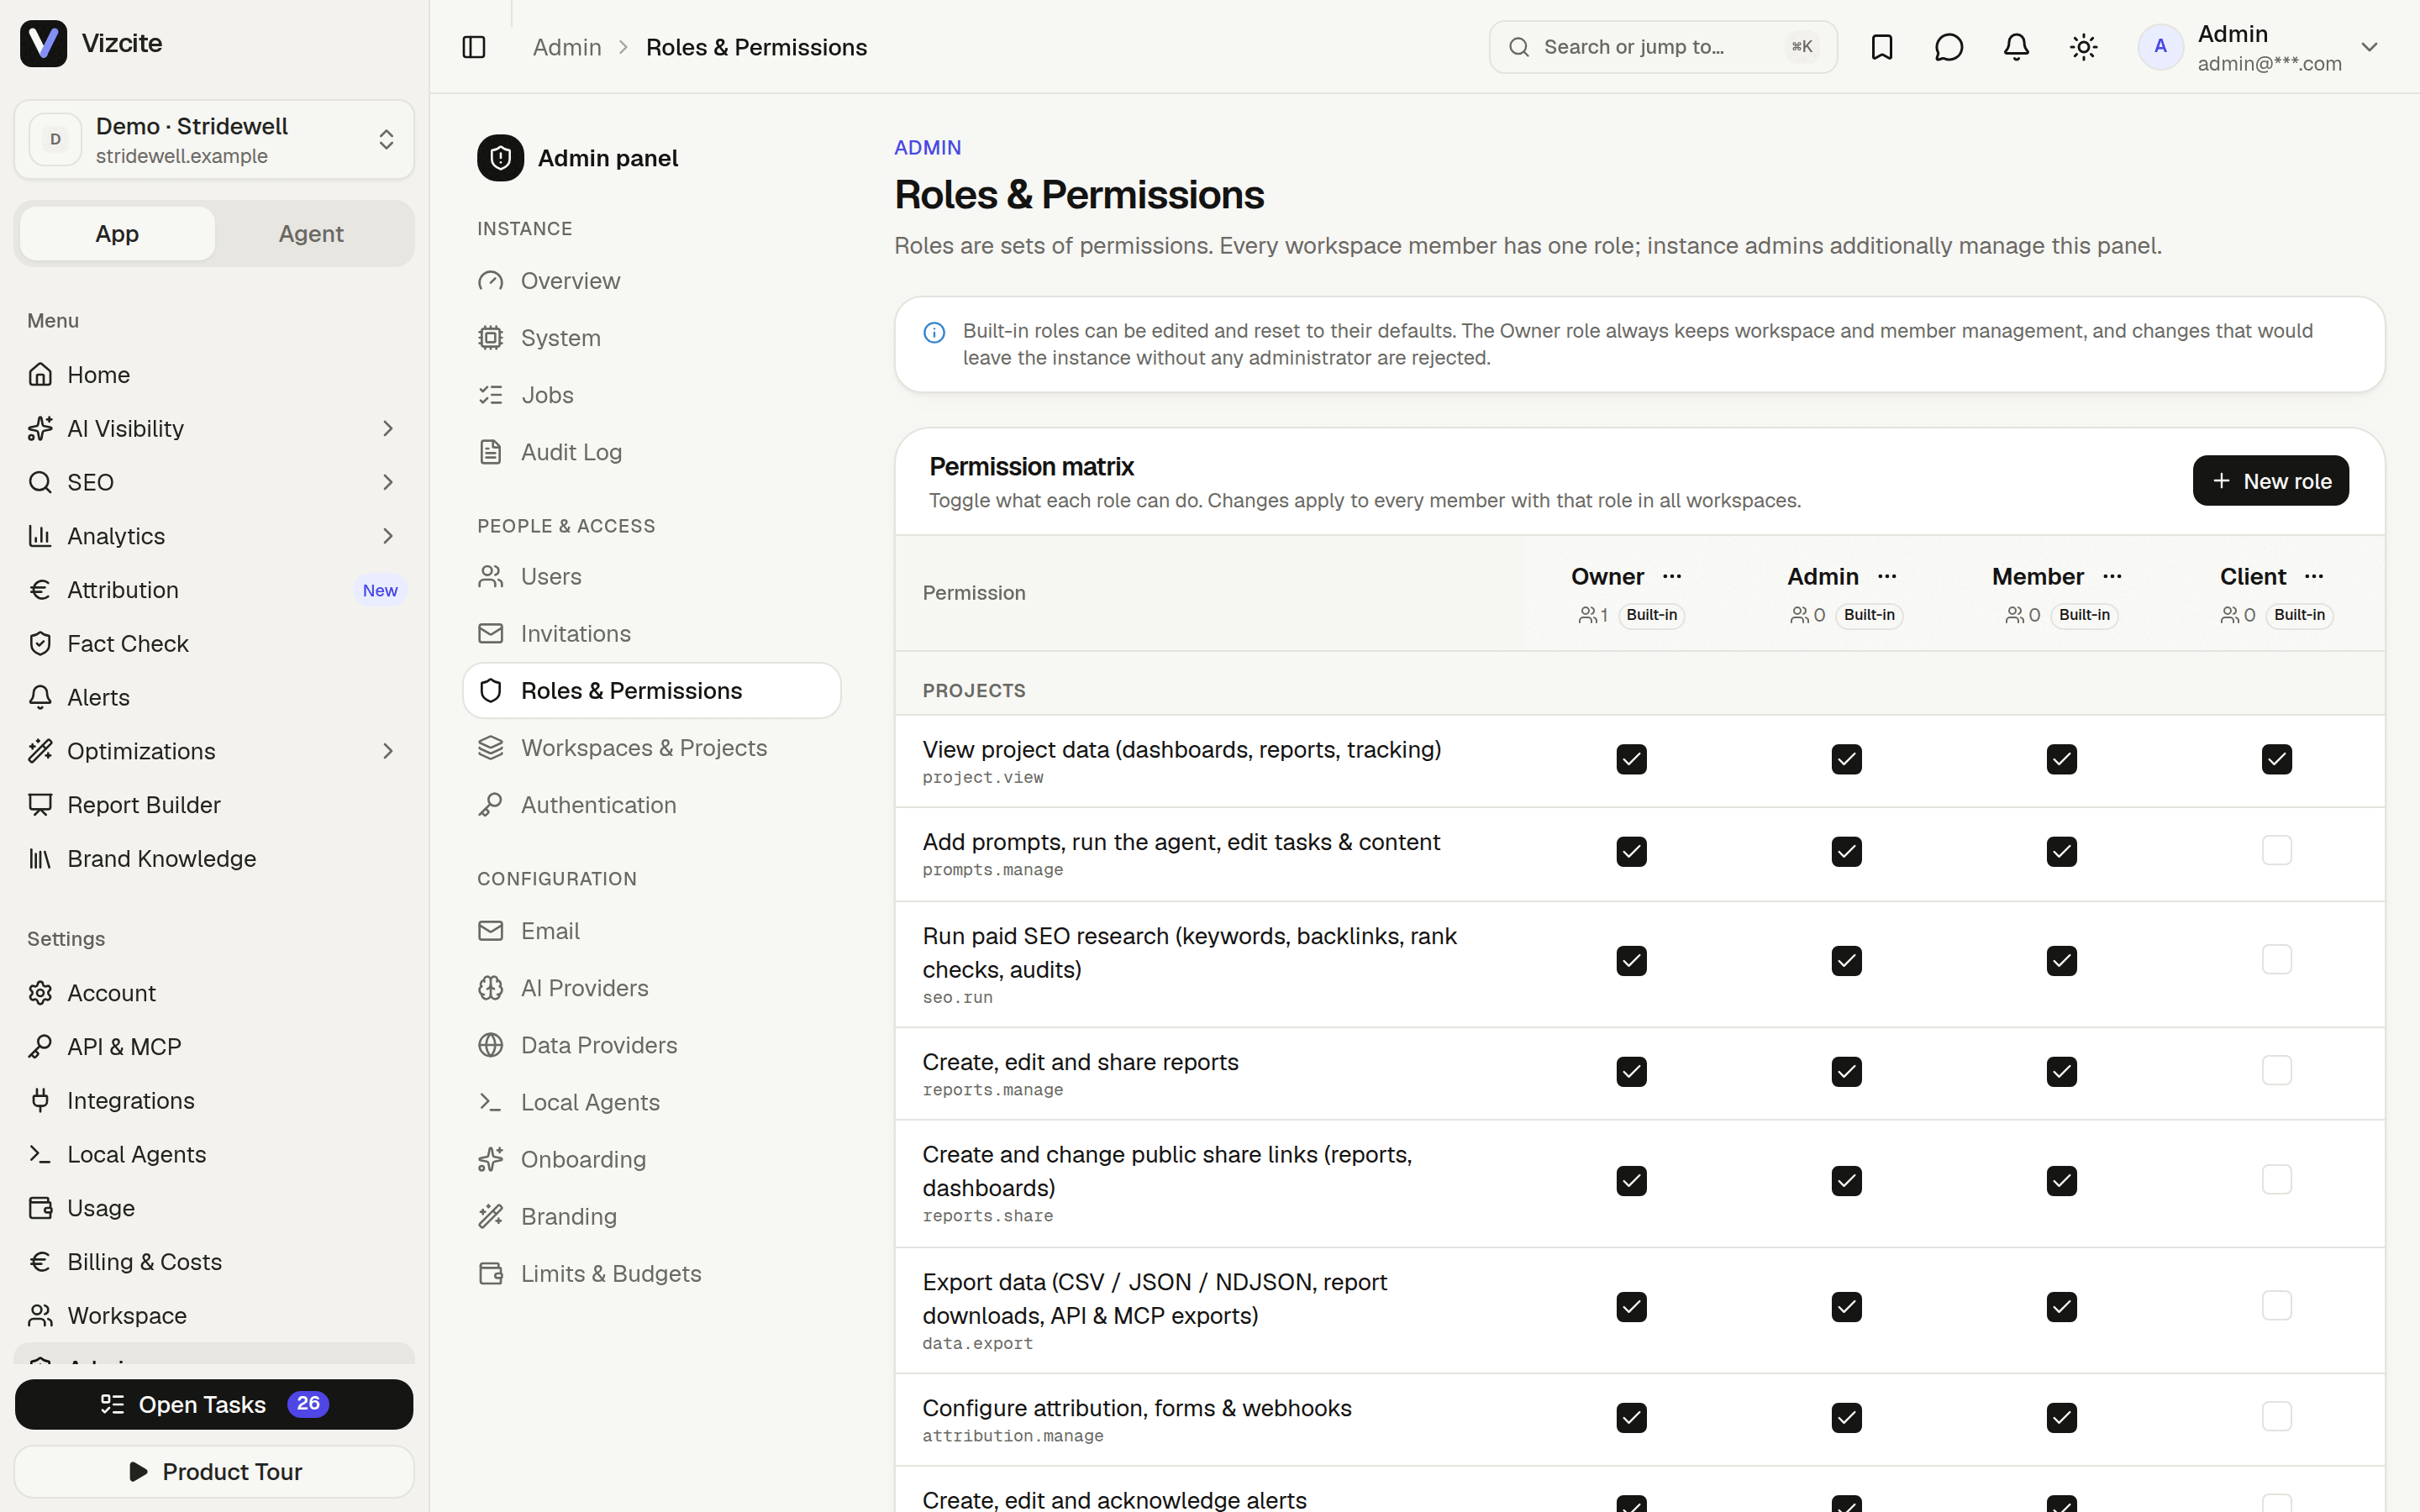 Vizcite
D
Demo · Stridewell
stridewell.example
App
Agent
Menu
Home
AI Visibility
SEO
Analytics
Attribution
New
Fact Check
Alerts
Optimizations
Report Builder
Brand Knowledge
Settings
Account
API & MCP
Integrations
Local Agents
Usage
Billing & Costs
Workspace
Open Tasks 26
Product Tour
Admin > Roles & Permissions
Search or jump to... ⌘K
A
Admin
admin@***.com
Admin panel
INSTANCE
Overview
System
Jobs
Audit Log
PEOPLE & ACCESS
Users
Invitations
Roles & Permissions
Workspaces & Projects
Authentication
CONFIGURATION
Email
AI Providers
Data Providers
Local Agents
Onboarding
Branding
Limits & Budgets
ADMIN
Roles & Permissions
Roles are sets of permissions. Every workspace member has one role; instance admins additionally manage this panel.
Built-in roles can be edited and reset to their defaults. The Owner role always keeps workspace and member management, and changes that would
leave the instance without any administrator are rejected.
Permission matrix
Toggle what each role can do. Changes apply to every member with that role in all workspaces.
New role
Permission
Owner ···
1 Built-in
Admin ···
0 Built-in
Member ···
0 Built-in
Client ···
0 Built-in
PROJECTS
View project data (dashboards, reports, tracking)
project.view
Add prompts, run the agent, edit tasks & content
prompts.manage
Run paid SEO research (keywords, backlinks, rank
checks, audits)
seo.run
Create, edit and share reports
reports.manage
Create and change public share links (reports,
dashboards)
reports.share
Export data (CSV / JSON / NDJSON, report
downloads, API & MCP exports)
data.export
Configure attribution, forms & webhooks
attribution.manage
Create, edit and acknowledge alerts